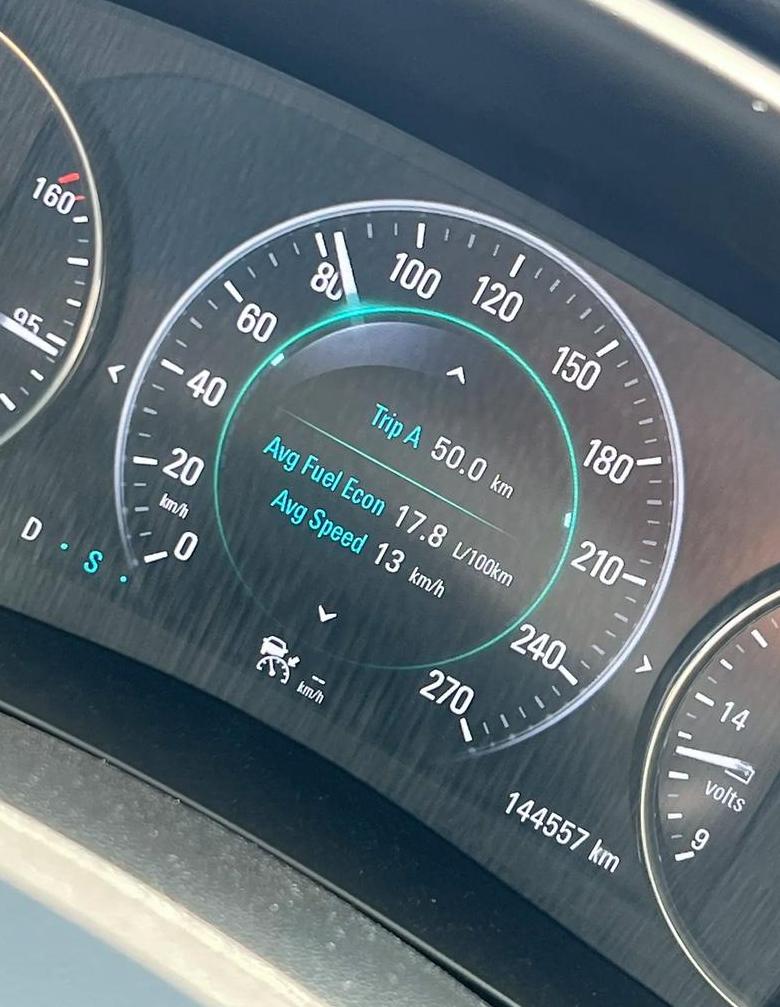 160
95
0
20
40
60
80
100
120
150
180
210
240
270
km/h
Trip A 50.0 km
Avg Fuel Econ 17.8 L/100km
Avg Speed 13 km/h
D · S ·
-- km/h
144557 km
14
volts
9